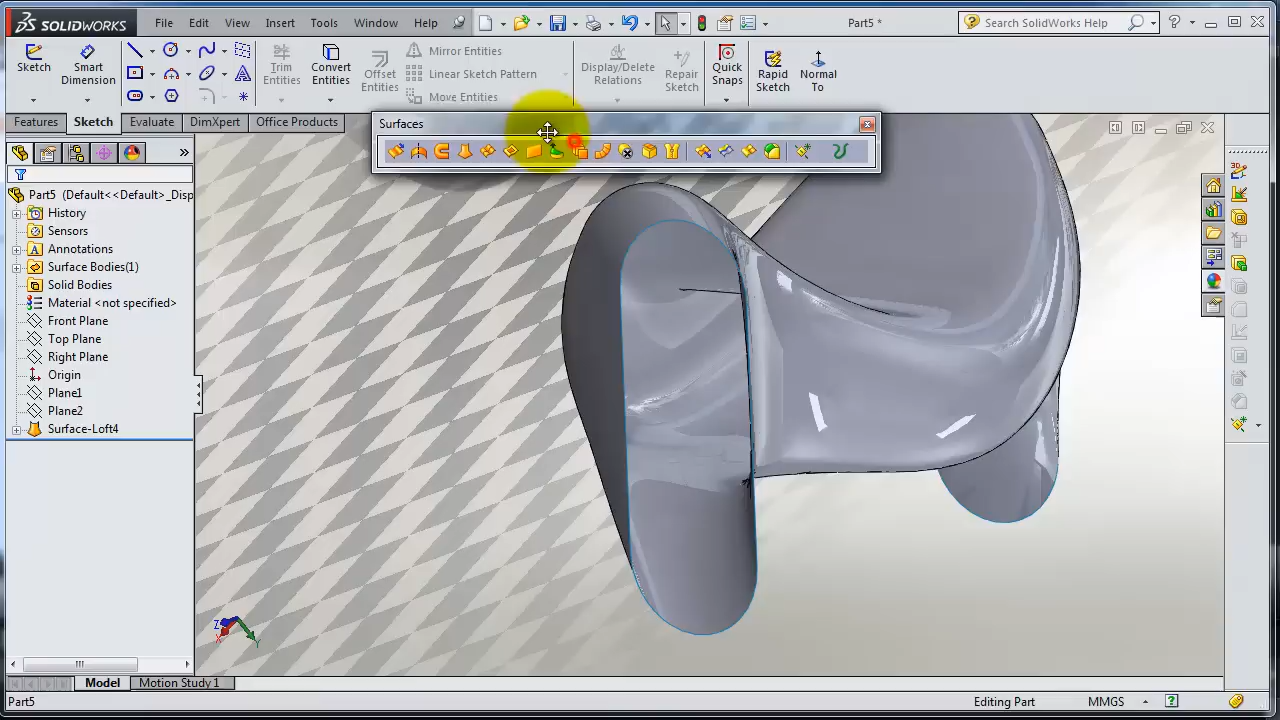 SOLIDWORKS File Edit View Insert Tools Window Help Part5 * Search SolidWorks Help
Sketch Smart Dimension Trim Entities Convert Entities Offset Entities Mirror Entities Linear Sketch Pattern Move Entities Display/Delete Relations Repair Sketch Quick Snaps Rapid Sketch Normal To
Features Sketch Evaluate DimXpert Office Products
Surfaces
Part5 (Default<<Default>_Disp
History
Sensors
Annotations
Surface Bodies(1)
Solid Bodies
Material <not specified>
Front Plane
Top Plane
Right Plane
Origin
Plane1
Plane2
Surface-Loft4
Z X Y
Model Motion Study 1
Part5 Editing Part MMGS